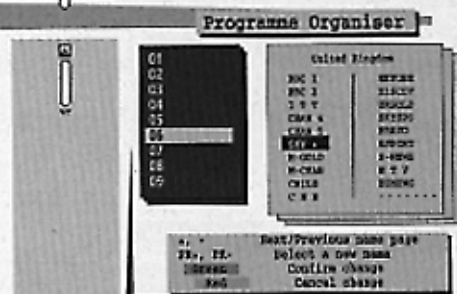 Programme Organiser
01
02
03
04
05
06
07
08
09
United Kingdom
BBC 1
BBC 2
I T V
CHAN 4
CHAN 5
SKY +
M-GOLD
M-CHAN
CHILD
C N N
M T V
- - - - - -
+, - Next/Previous name page
PR+, PR- Select a new name
Green Confirm change
Red Cancel change